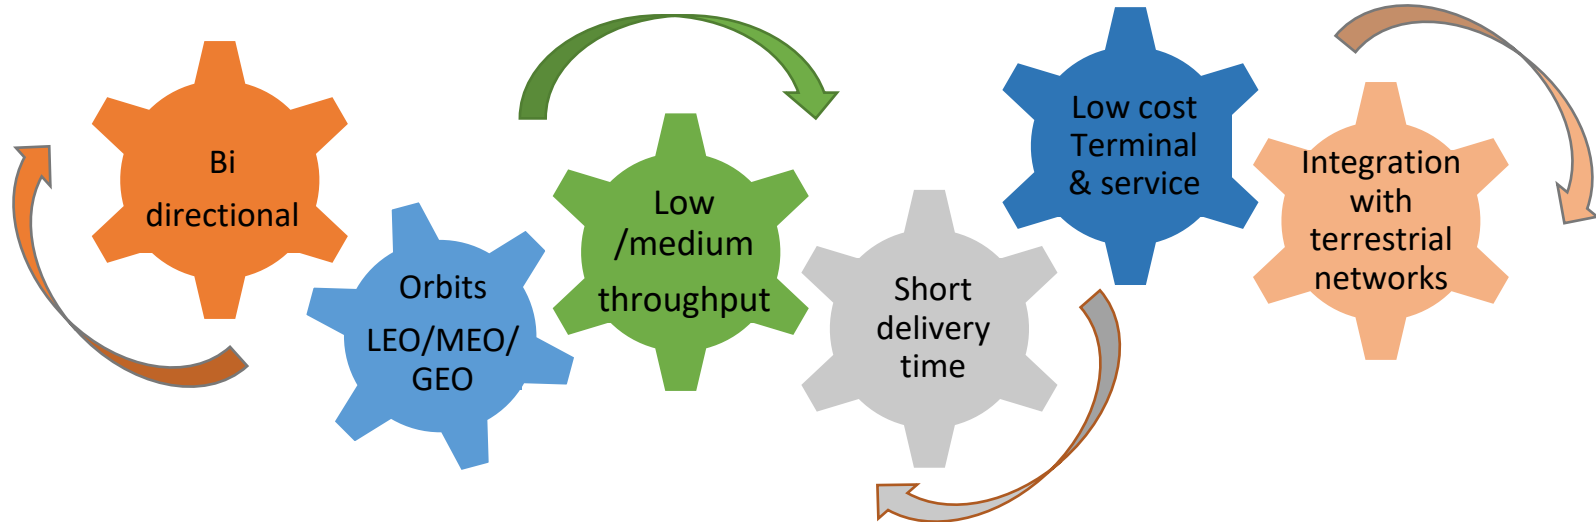 Bi
directional
Orbits
LEO/MEO/
GEO
Low
/medium
throughput
Short
delivery
time
Low cost
Terminal
& service
Integration
with
terrestrial
networks